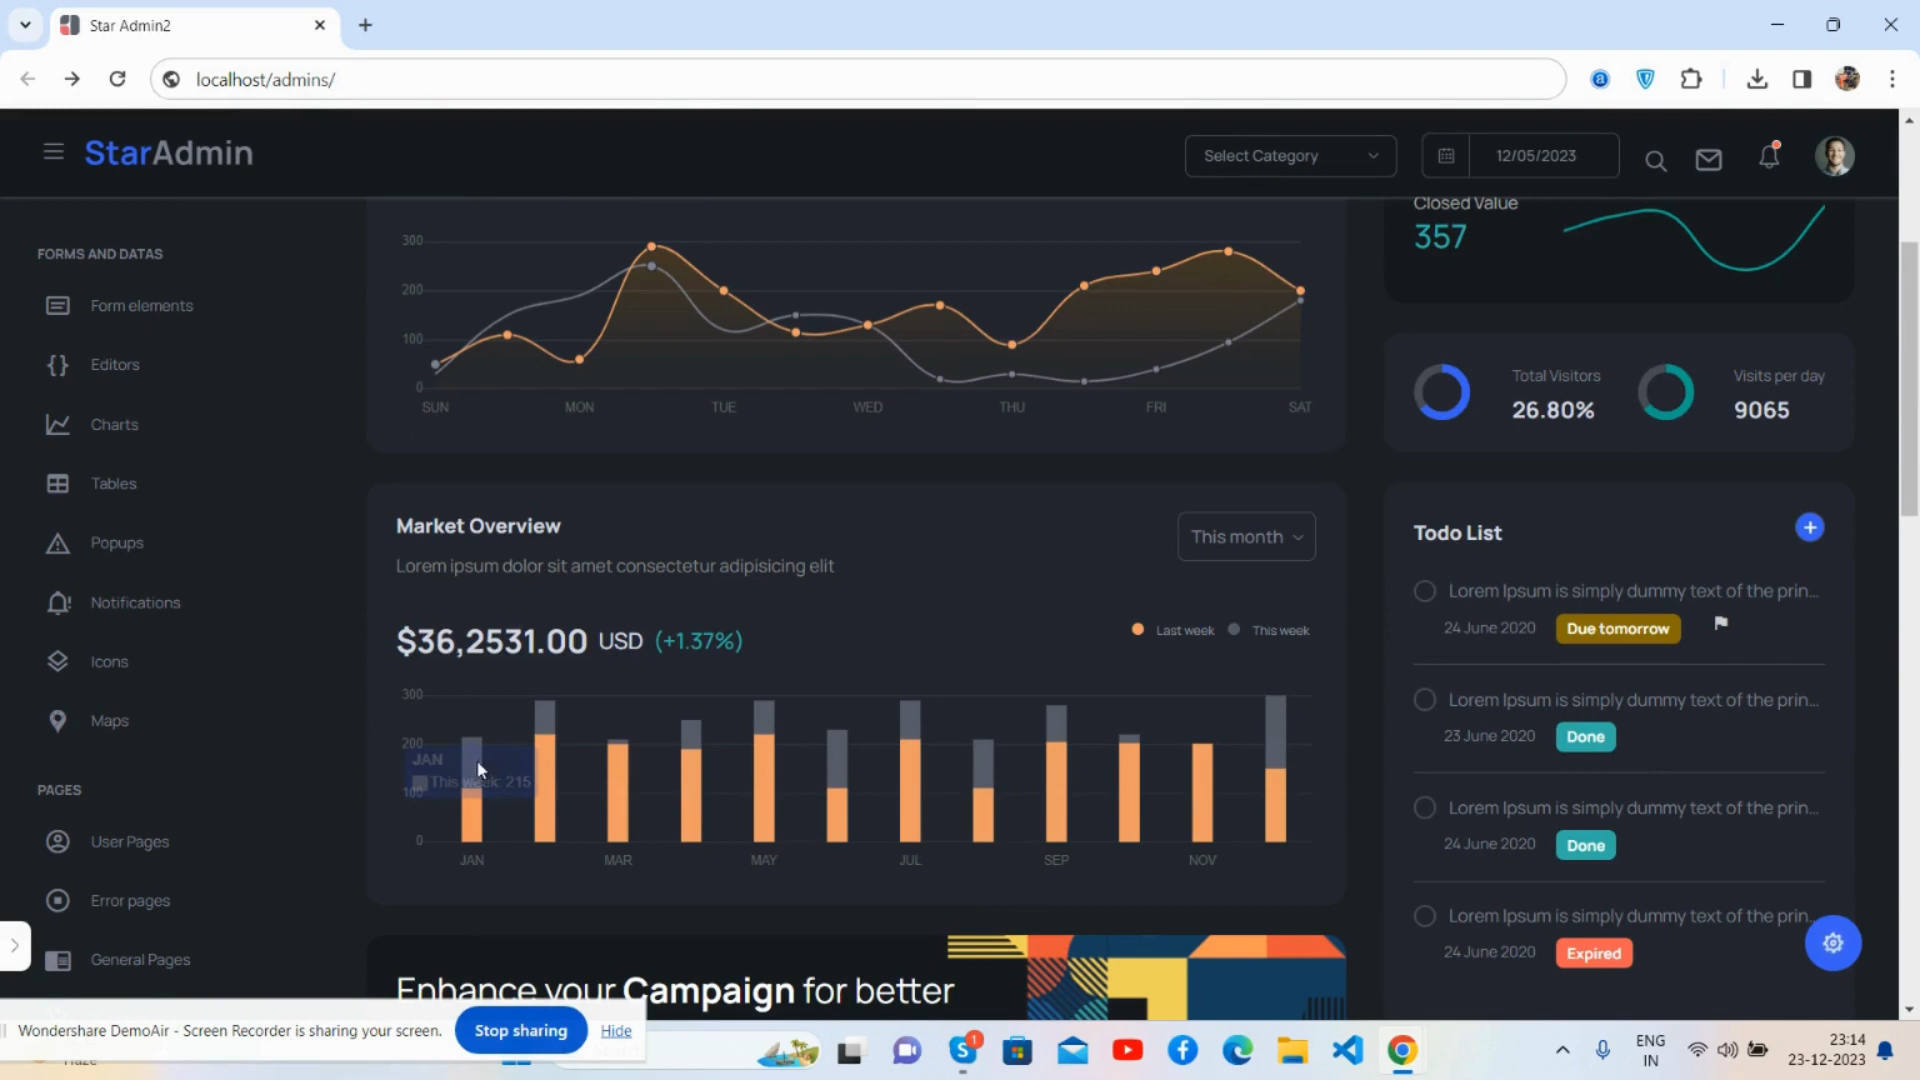 Star Admin2
localhost/admins/
StarAdmin
Select Category
12/05/2023
Closed Value
357
300
200
100
0
SUN MON TUE WED THU FRI SAT
Total Visitors
26.80%
Visits per day
9065
FORMS AND DATAS
Form elements
Editors
Charts
Tables
Popups
Notifications
Icons
Maps
PAGES
User Pages
Error pages
General Pages
Market Overview
This month
Lorem ipsum dolor sit amet consectetur adipisicing elit
$36,2531.00 USD (+1.37%)
Last week This week
300
200
100
0
JAN
This week: 215
JAN MAR MAY JUL SEP NOV
Todo List
Lorem Ipsum is simply dummy text of the prin...
24 June 2020 Due tomorrow
Lorem Ipsum is simply dummy text of the prin...
23 June 2020 Done
Lorem Ipsum is simply dummy text of the prin...
24 June 2020 Done
Lorem Ipsum is simply dummy text of the prin...
24 June 2020 Expired
Enhance your Campaign for better
Wondershare DemoAir - Screen Recorder is sharing your screen. Stop sharing Hide
Haze
1
ENG
IN
23:14
23-12-2023